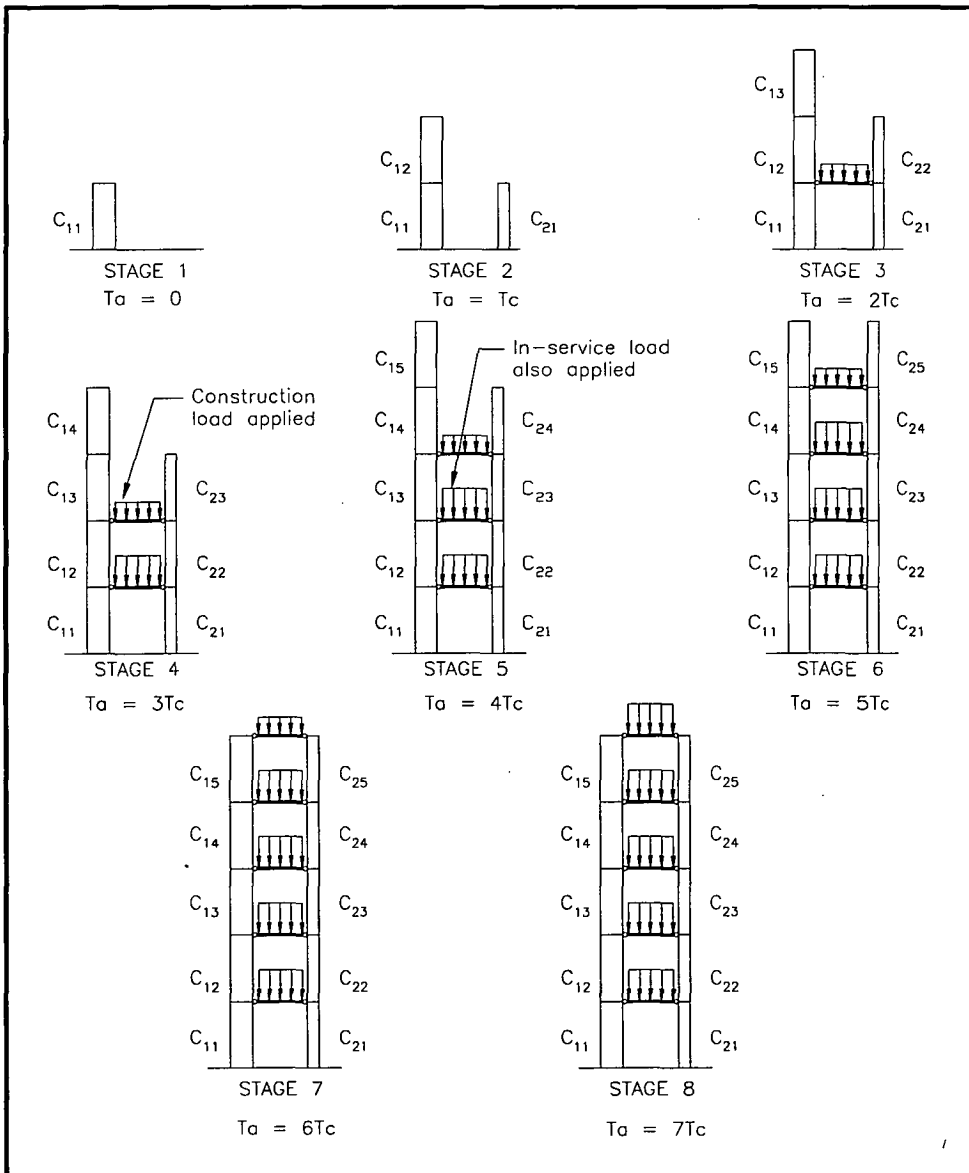 C₁₁
STAGE 1
Ta = 0
C₁₂
C₁₁
C₂₁
STAGE 2
Ta = Tc
C₁₃
C₁₂
C₂₂
C₁₁
C₂₁
STAGE 3
Ta = 2Tc
Construction
load applied
C₁₄
C₁₃
C₂₃
C₁₂
C₂₂
C₁₁
C₂₁
STAGE 4
Ta = 3Tc
In-service load
also applied
C₁₅
C₁₄
C₂₄
C₁₃
C₂₃
C₁₂
C₂₂
C₁₁
C₂₁
STAGE 5
Ta = 4Tc
C₁₅
C₂₅
C₁₄
C₂₄
C₁₃
C₂₃
C₁₂
C₂₂
C₁₁
C₂₁
STAGE 6
Ta = 5Tc
C₁₅
C₂₅
C₁₄
C₂₄
C₁₃
C₂₃
C₁₂
C₂₂
C₁₁
C₂₁
STAGE 7
Ta = 6Tc
C₁₅
C₂₅
C₁₄
C₂₄
C₁₃
C₂₃
C₁₂
C₂₂
C₁₁
C₂₁
STAGE 8
Ta = 7Tc